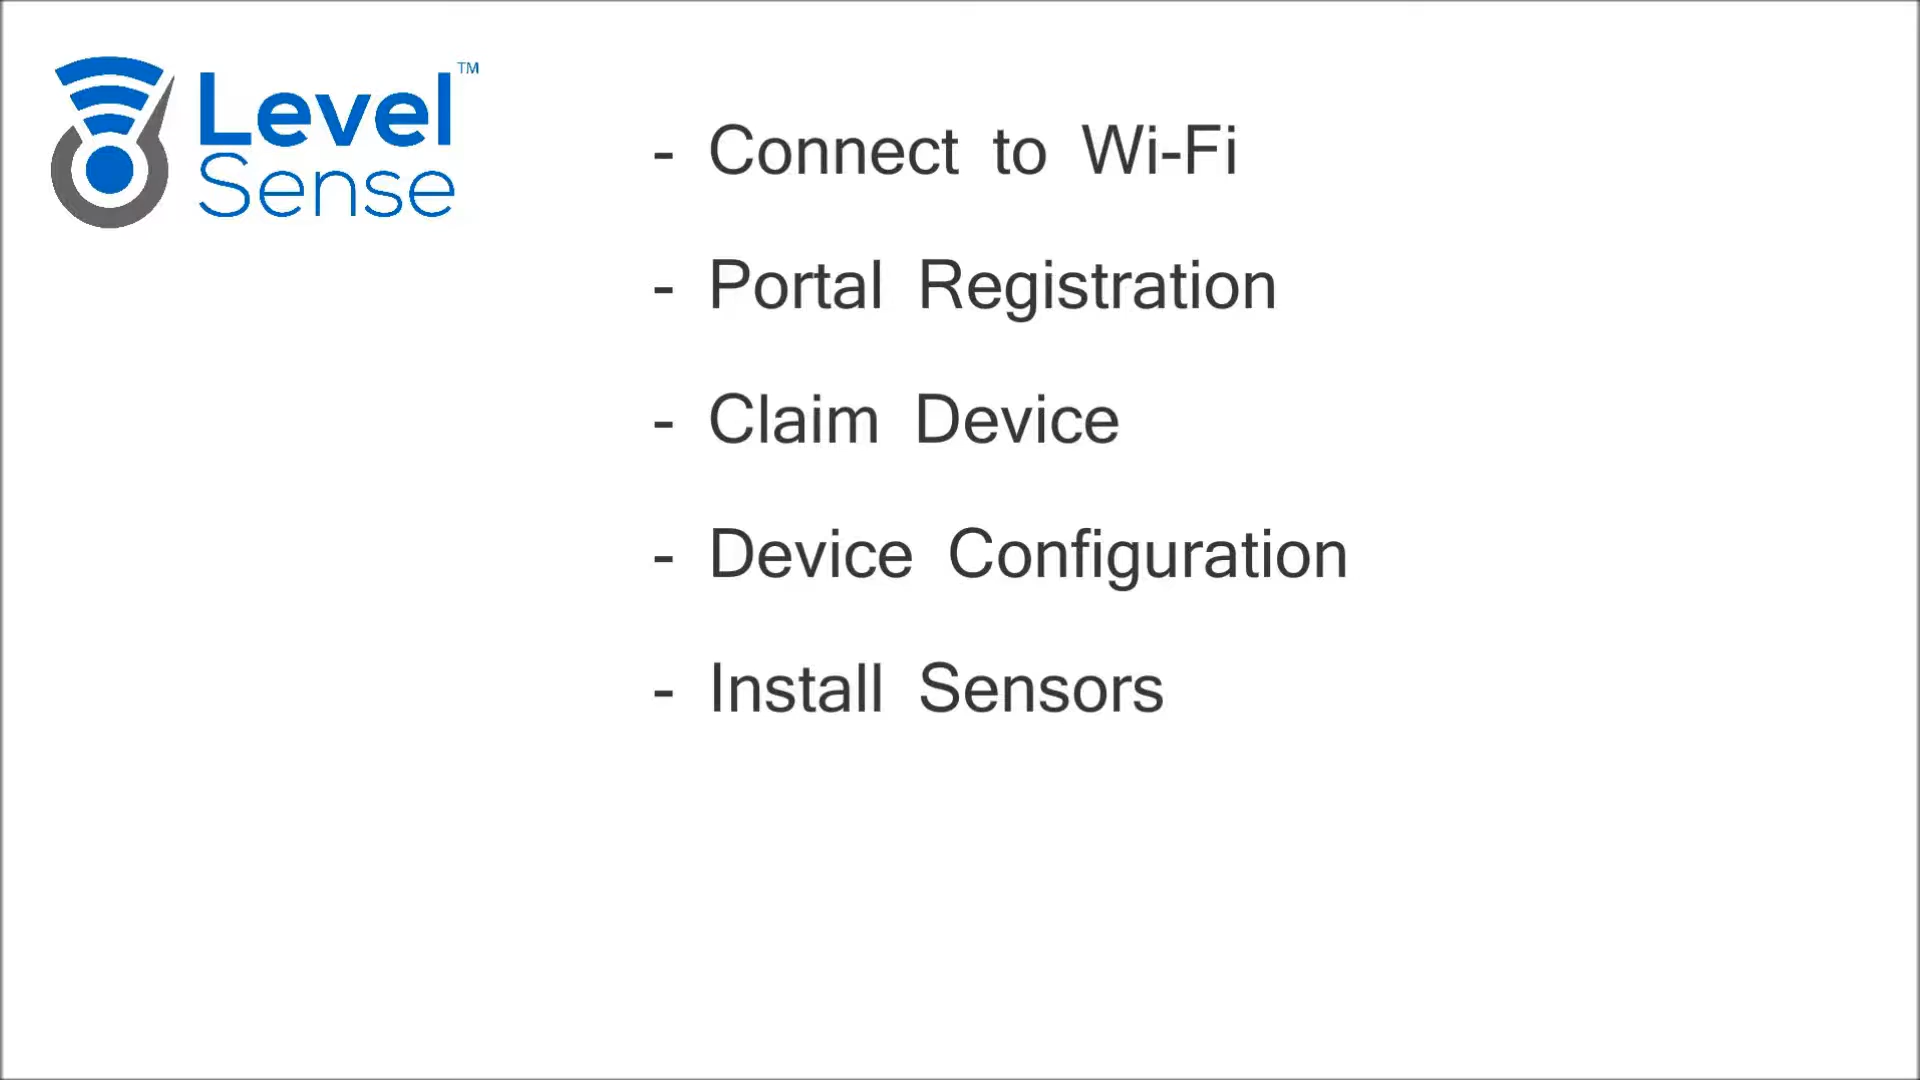 Level™
Sense
- Connect to Wi-Fi
- Portal Registration
- Claim Device
- Device Configuration
- Install Sensors